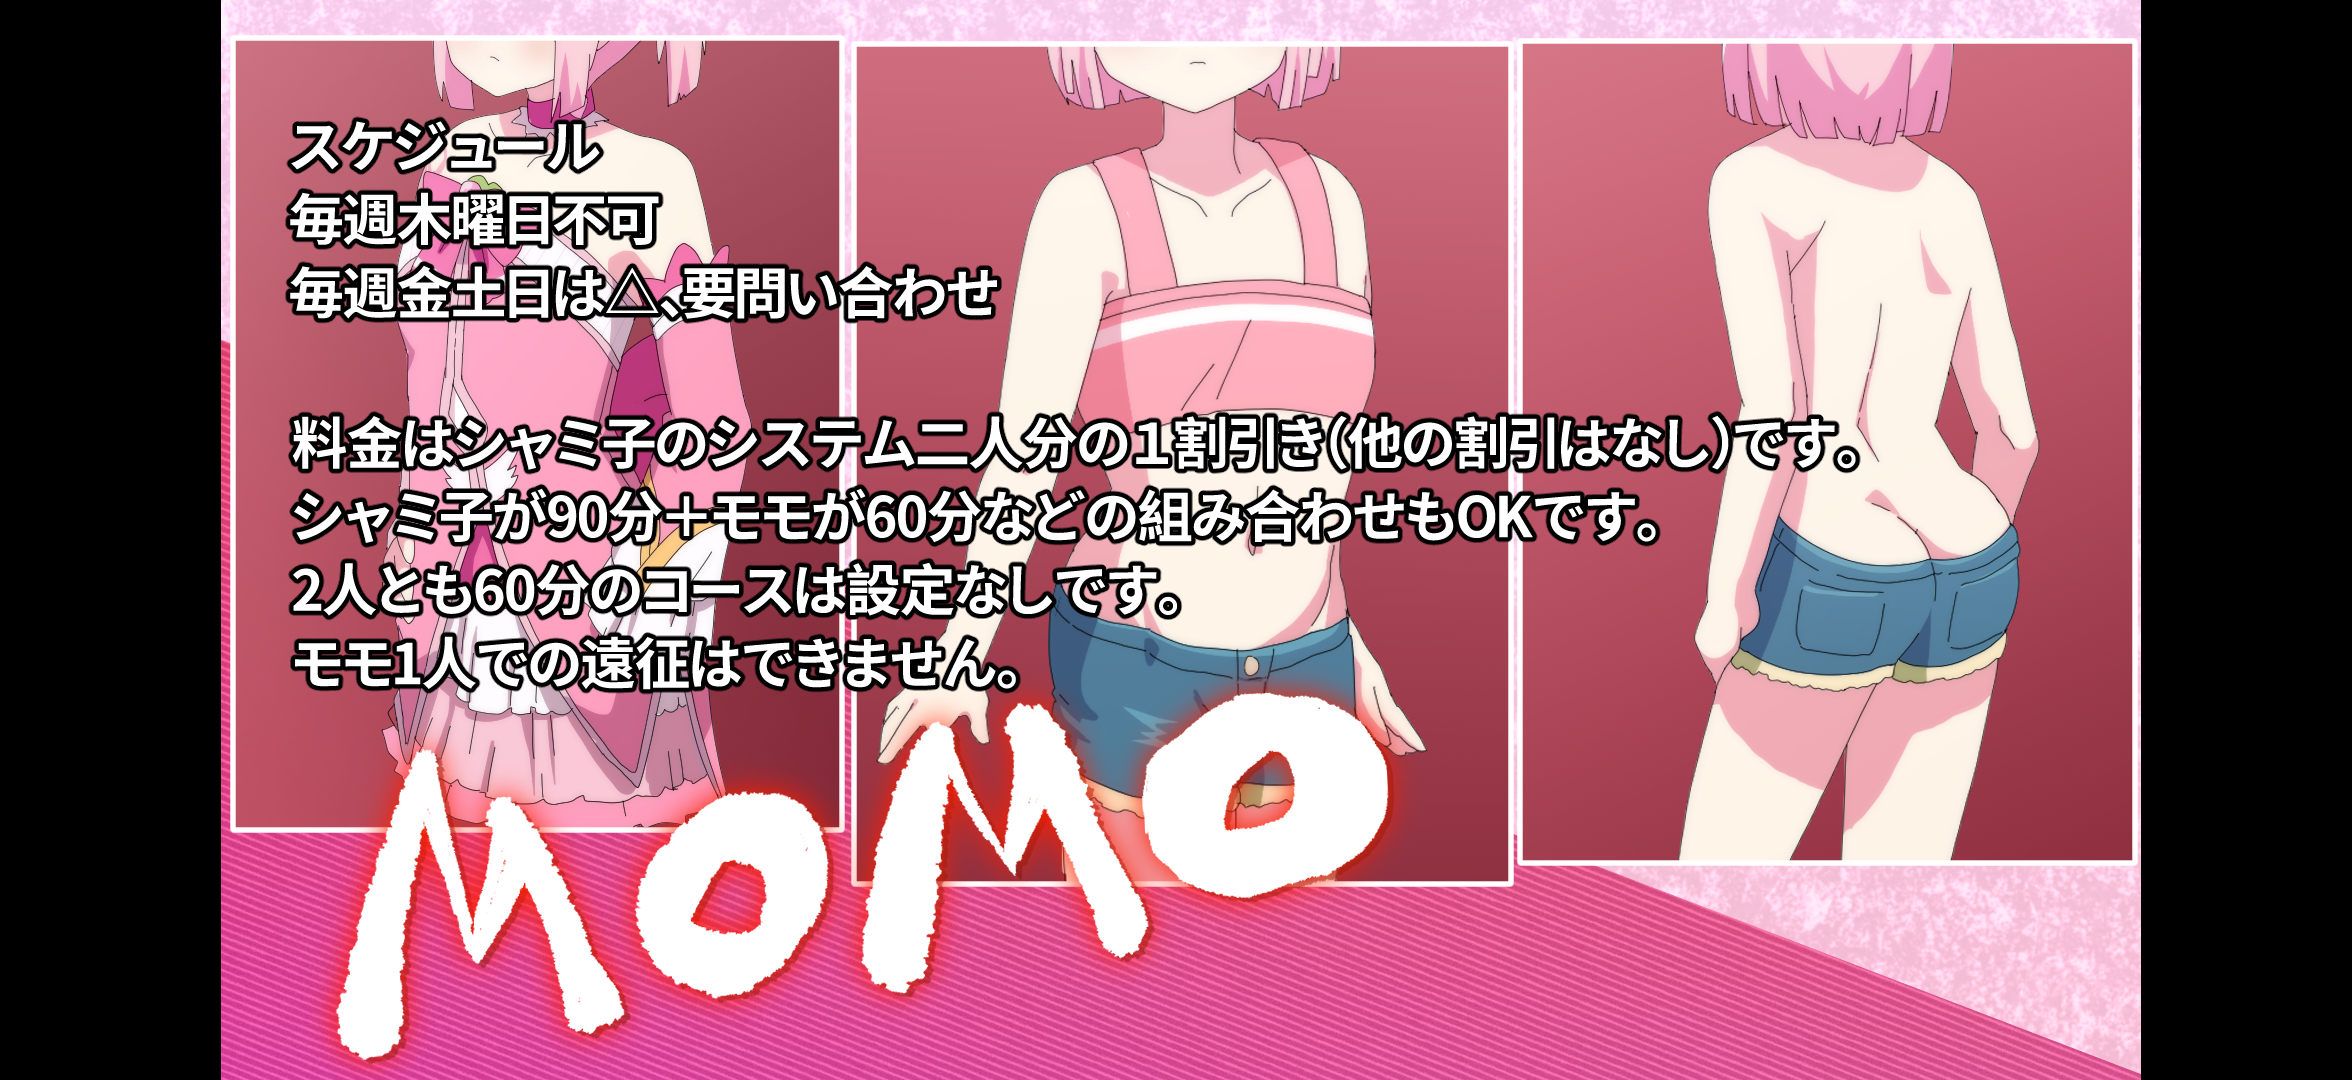 スケジュール
毎週木曜日不可
毎週金土日は△、要問い合わせ
料金はシャミ子のシステム二人分の１割引き（他の割引はなし）です。
シャミ子が90分＋モモが60分などの組み合わせもOKです。
2人とも60分のコースは設定なしです。
モモ1人での遠征はできません。
MOMO